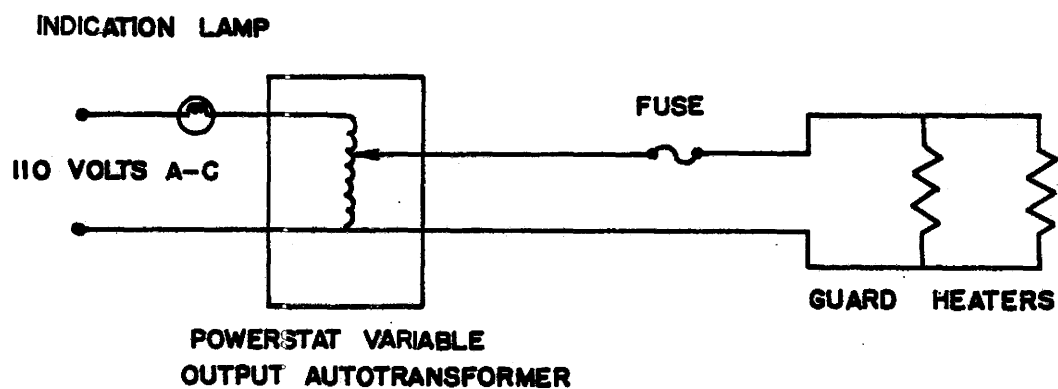 INDICATION LAMP
FUSE
110 VOLTS A-C
GUARD HEATERS
POWERSTAT VARIABLE
OUTPUT AUTOTRANSFORMER